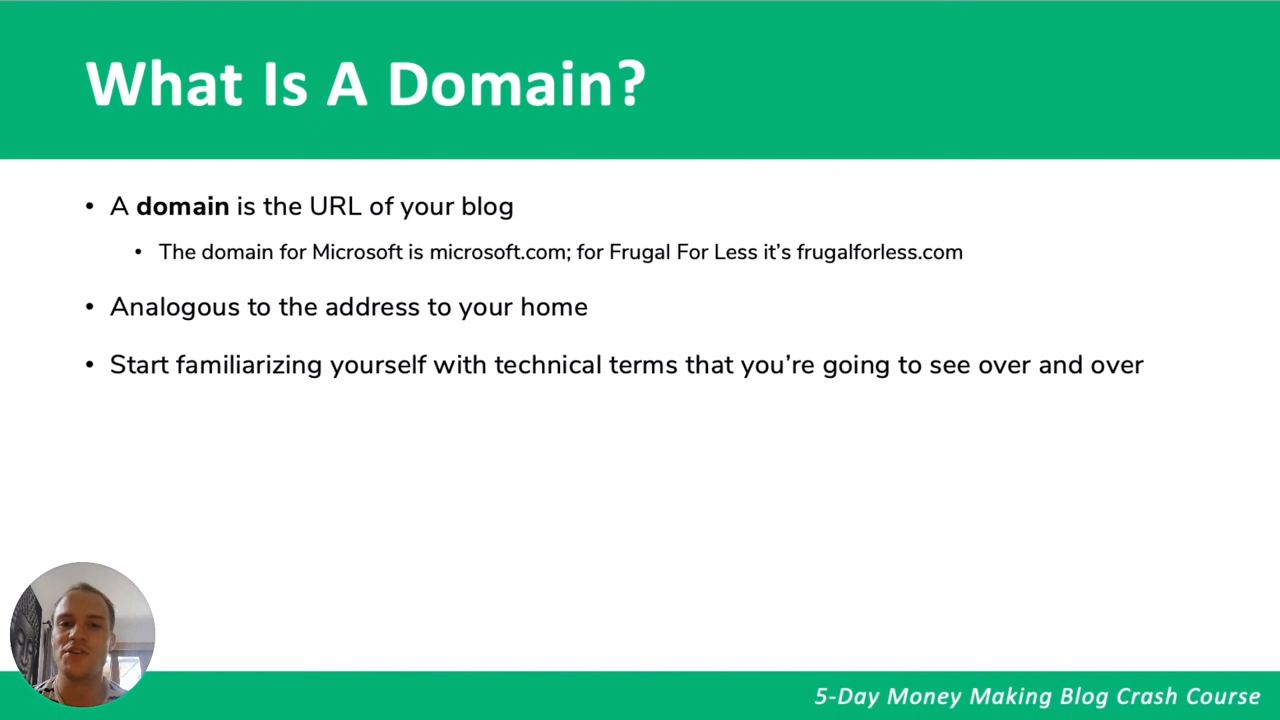 What Is A Domain?
• A domain is the URL of your blog
• The domain for Microsoft is microsoft.com; for Frugal For Less it’s frugalforless.com
• Analogous to the address to your home
• Start familiarizing yourself with technical terms that you’re going to see over and over
5-Day Money Making Blog Crash Course